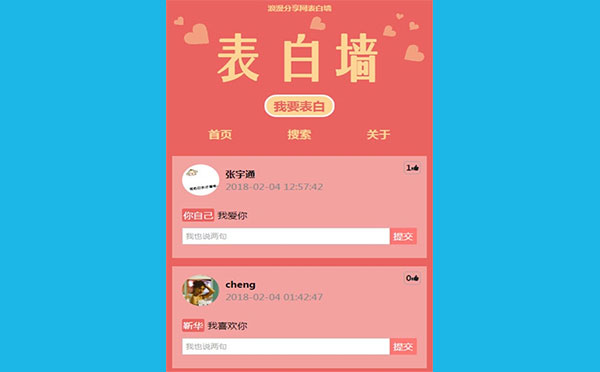 浪漫分享网表白墙
表白墙
我要表白
首页 搜索 关于
张宇通 1
2018-02-04 12:57:42
你自己 我爱你
我也说两句 提交
cheng 0
2018-02-04 01:42:47
我喜欢你
我也说两句 提交